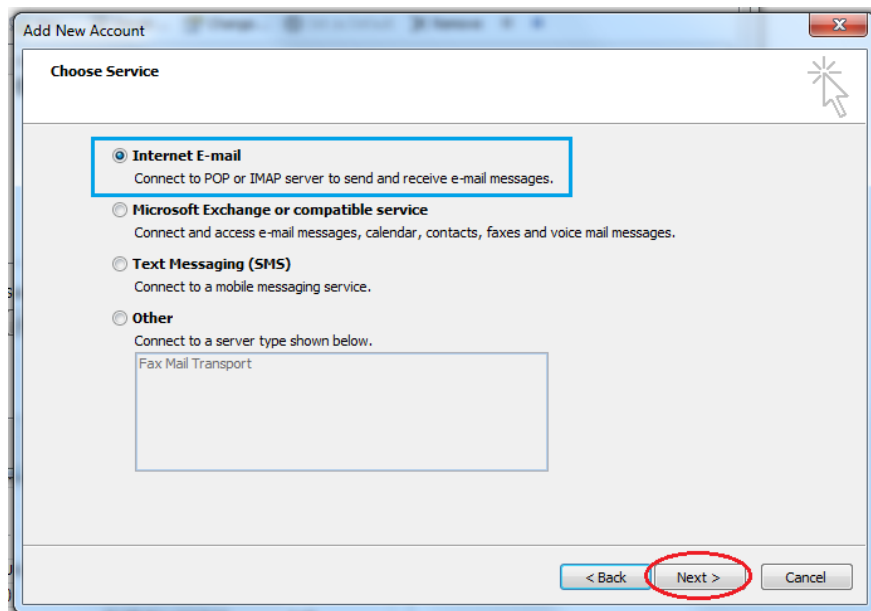 Add New Account
Choose Service
Internet E-mail
Connect to POP or IMAP server to send and receive e-mail messages.
Microsoft Exchange or compatible service
Connect and access e-mail messages, calendar, contacts, faxes and voice mail messages.
Text Messaging (SMS)
Connect to a mobile messaging service.
Other
Connect to a server type shown below.
Fax Mail Transport
< Back Next > Cancel